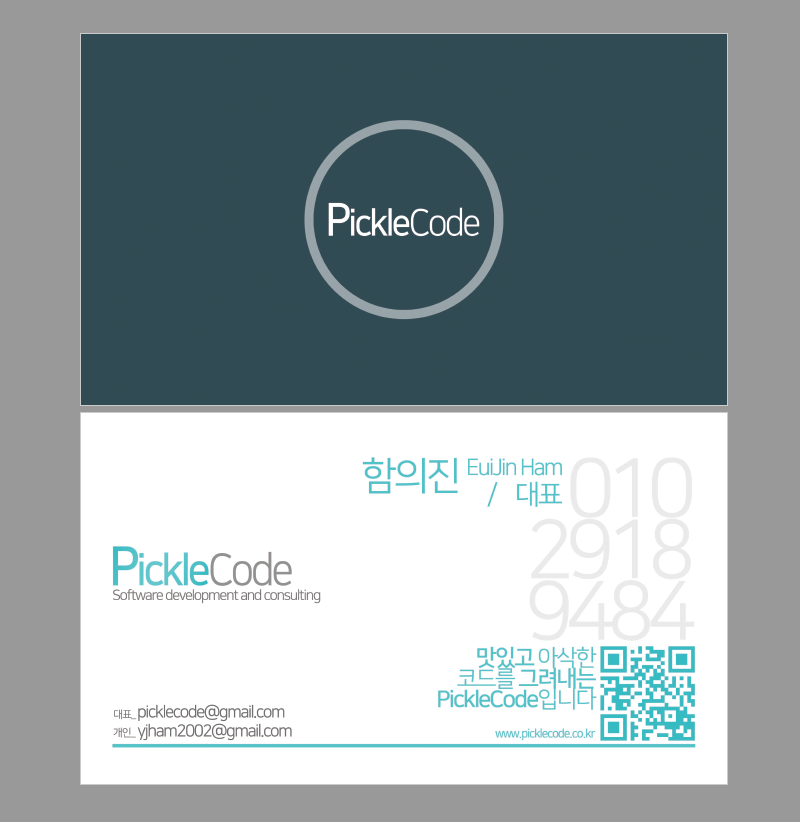 PickleCode
함의진 EuiJin Ham
/ 대표
010
2918
9484
PickleCode
Software development and consulting
맛있고 아삭한
코드를 그려내는
PickleCode입니다
www.picklecode.co.kr
대표_ picklecode@gmail.com
개인_ yjham2002@gmail.com